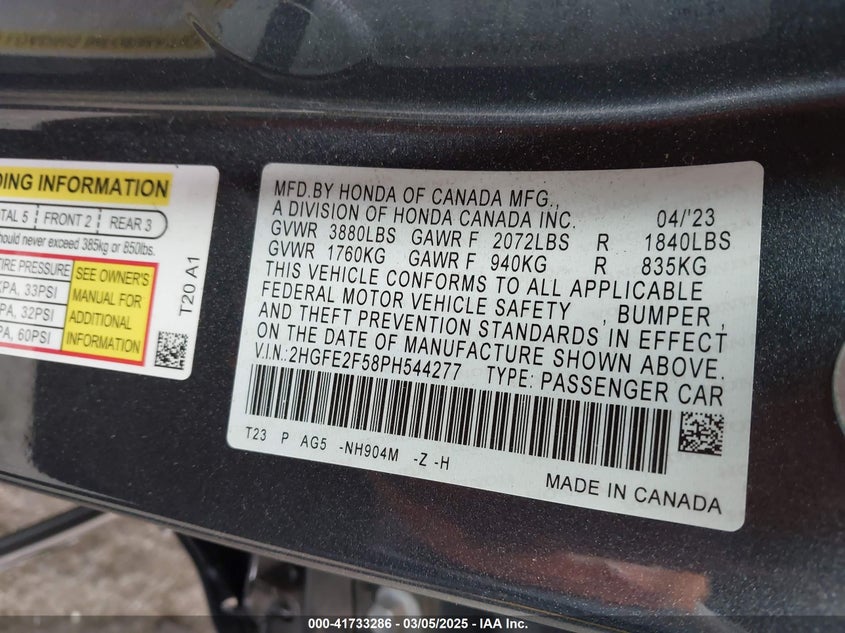 DING INFORMATION
TAL 5 FRONT 2 REAR 3
hould never exceed 385kg or 850lbs.
TIRE PRESSURE
KPA, 33PSI
PA, 32PSI
PA, 60PSI
SEE OWNER'S
MANUAL FOR
ADDITIONAL
INFORMATION
T20 A1
MFD.BY HONDA OF CANADA MFG.,
A DIVISION OF HONDA CANADA INC. 04/'23
GVWR 3880LBS GAWR F 2072LBS R 1840LBS
GVWR 1760KG GAWR F 940KG R 835KG
THIS VEHICLE CONFORMS TO ALL APPLICABLE
FEDERAL MOTOR VEHICLE SAFETY , BUMPER ,
AND THEFT PREVENTION STANDARDS IN EFFECT
ON THE DATE OF MANUFACTURE SHOWN ABOVE.
V.I.N.:2HGFE2F58PH544277 TYPE: PASSENGER CAR
T23 P AG5 -NH904M -Z -H
MADE IN CANADA
000-41733286 - 03/05/2025 - IAA Inc.